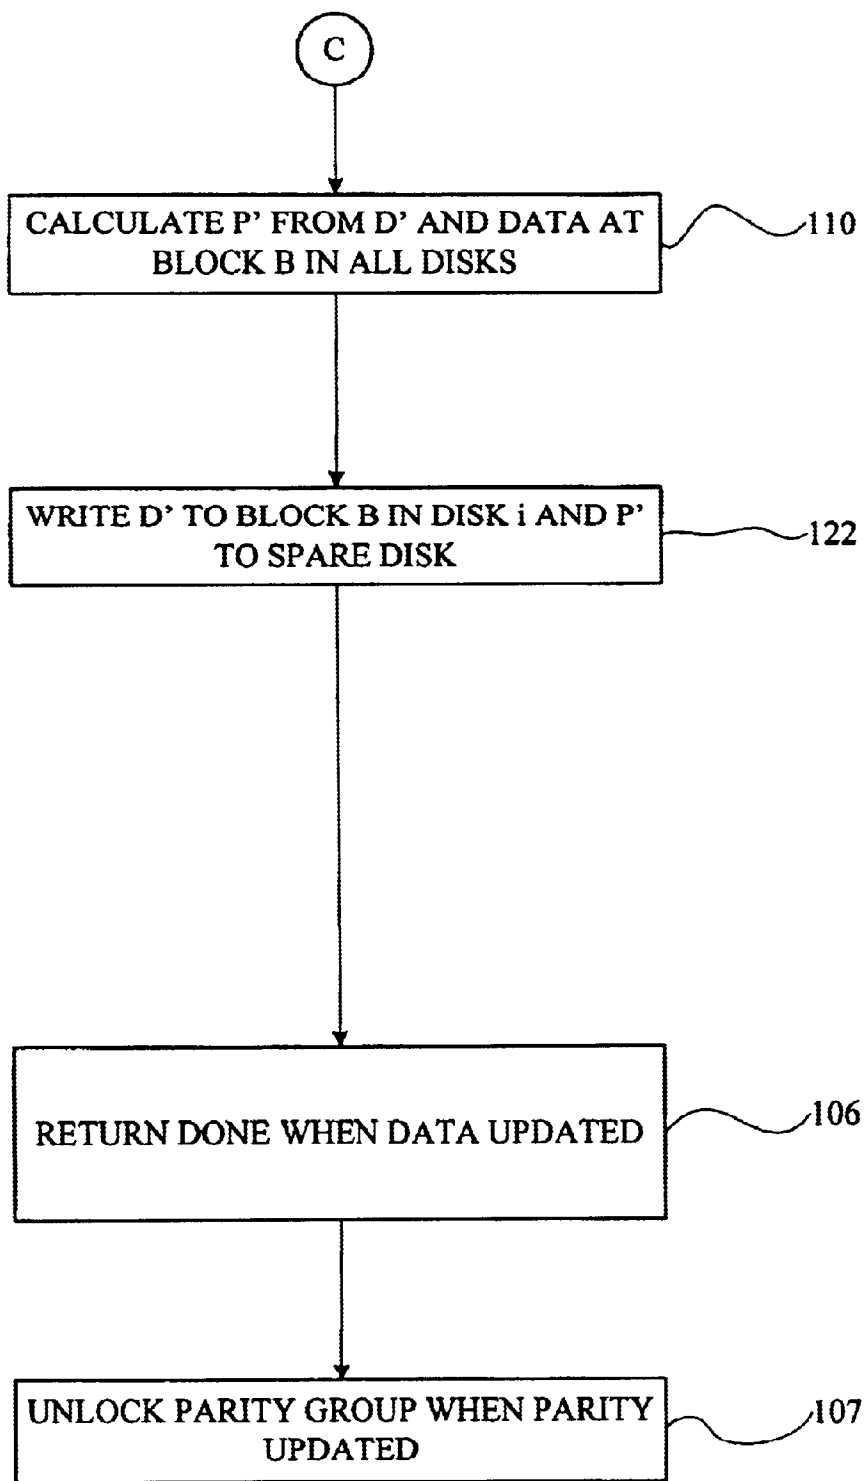 C
CALCULATE P' FROM D' AND DATA AT
BLOCK B IN ALL DISKS
110
WRITE D' TO BLOCK B IN DISK i AND P'
TO SPARE DISK
122
RETURN DONE WHEN DATA UPDATED
106
UNLOCK PARITY GROUP WHEN PARITY
UPDATED
107